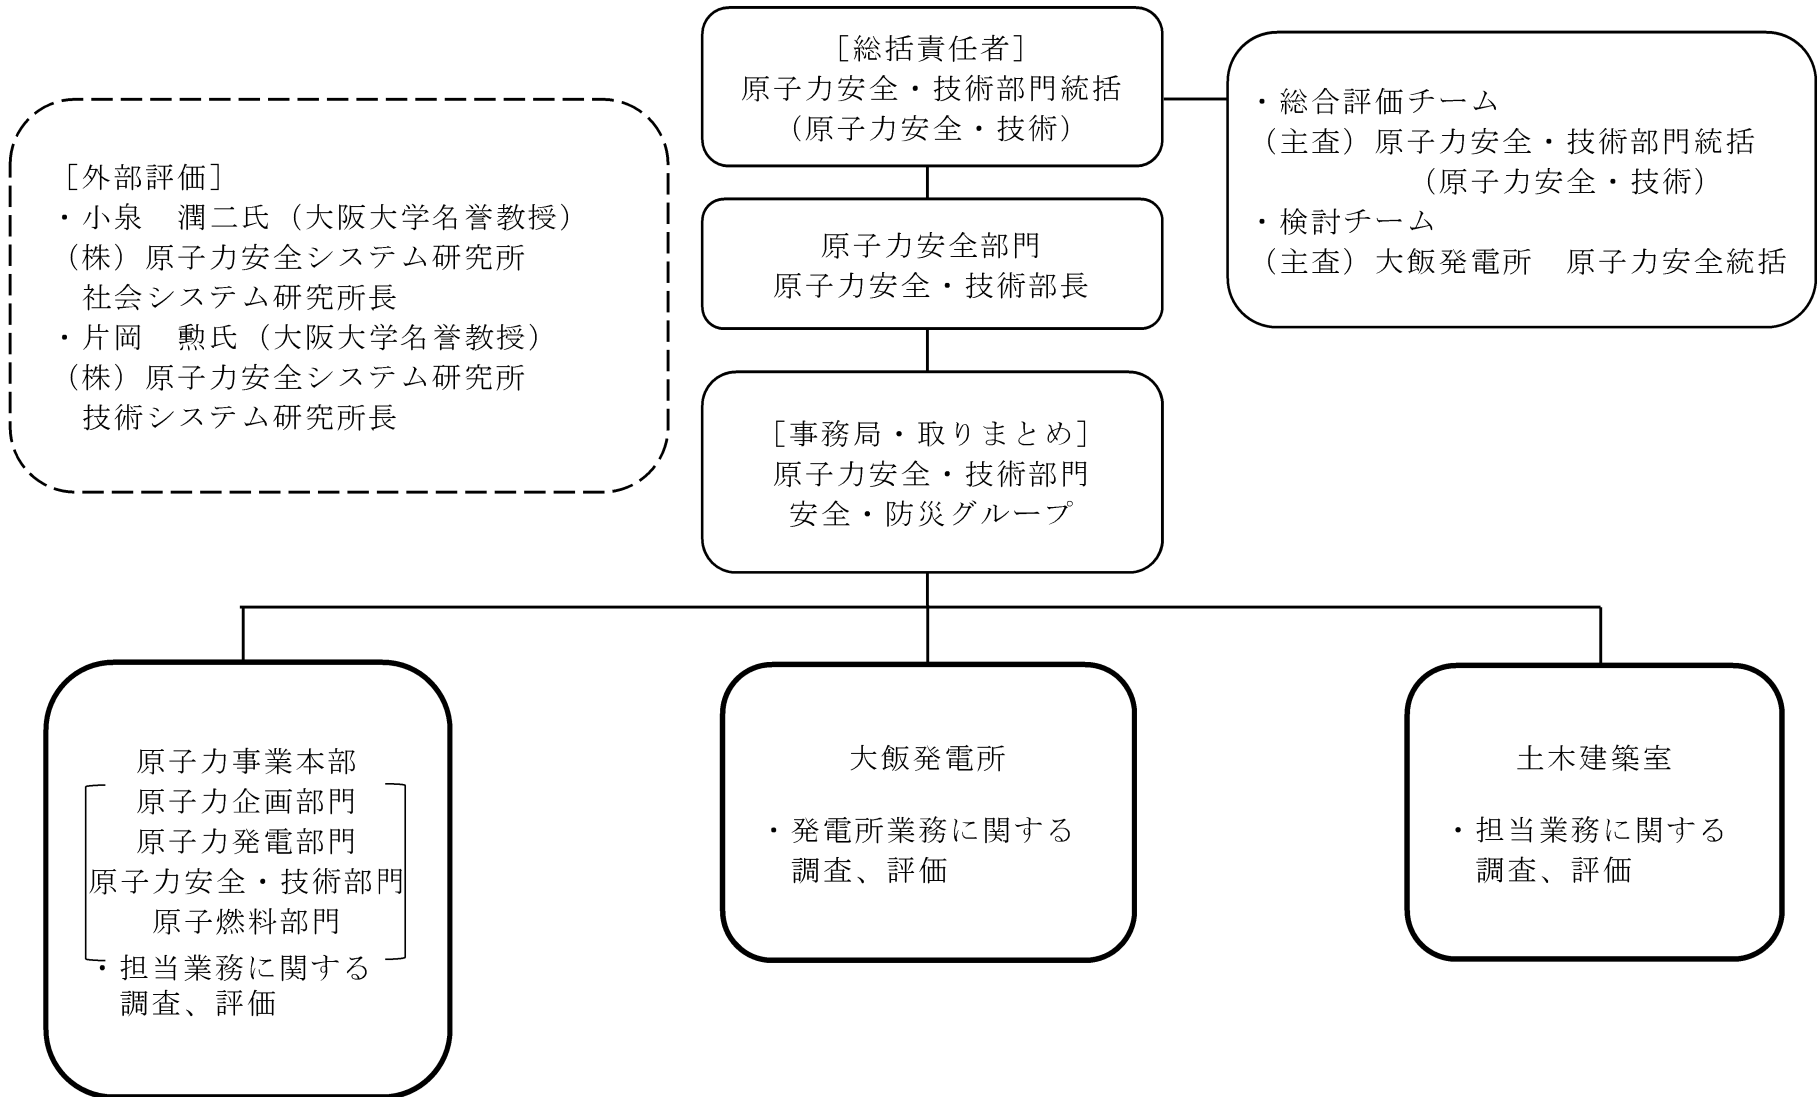 ［総括責任者］
原子力安全・技術部門統括
（原子力安全・技術）
・総合評価チーム
（主査）原子力安全・技術部門統括
（原子力安全・技術）
・検討チーム
（主査）大飯発電所　原子力安全統括
［外部評価］
・小泉　潤二氏（大阪大学名誉教授）
（株）原子力安全システム研究所
社会システム研究所長
・片岡　勲氏（大阪大学名誉教授）
（株）原子力安全システム研究所
技術システム研究所長
原子力安全部門
原子力安全・技術部長
［事務局・取りまとめ］
原子力安全・技術部門
安全・防災グループ
原子力事業本部
原子力企画部門
原子力発電部門
原子力安全・技術部門
原子燃料部門
・担当業務に関する
調査、評価
大飯発電所
・発電所業務に関する
調査、評価
土木建築室
・担当業務に関する
調査、評価